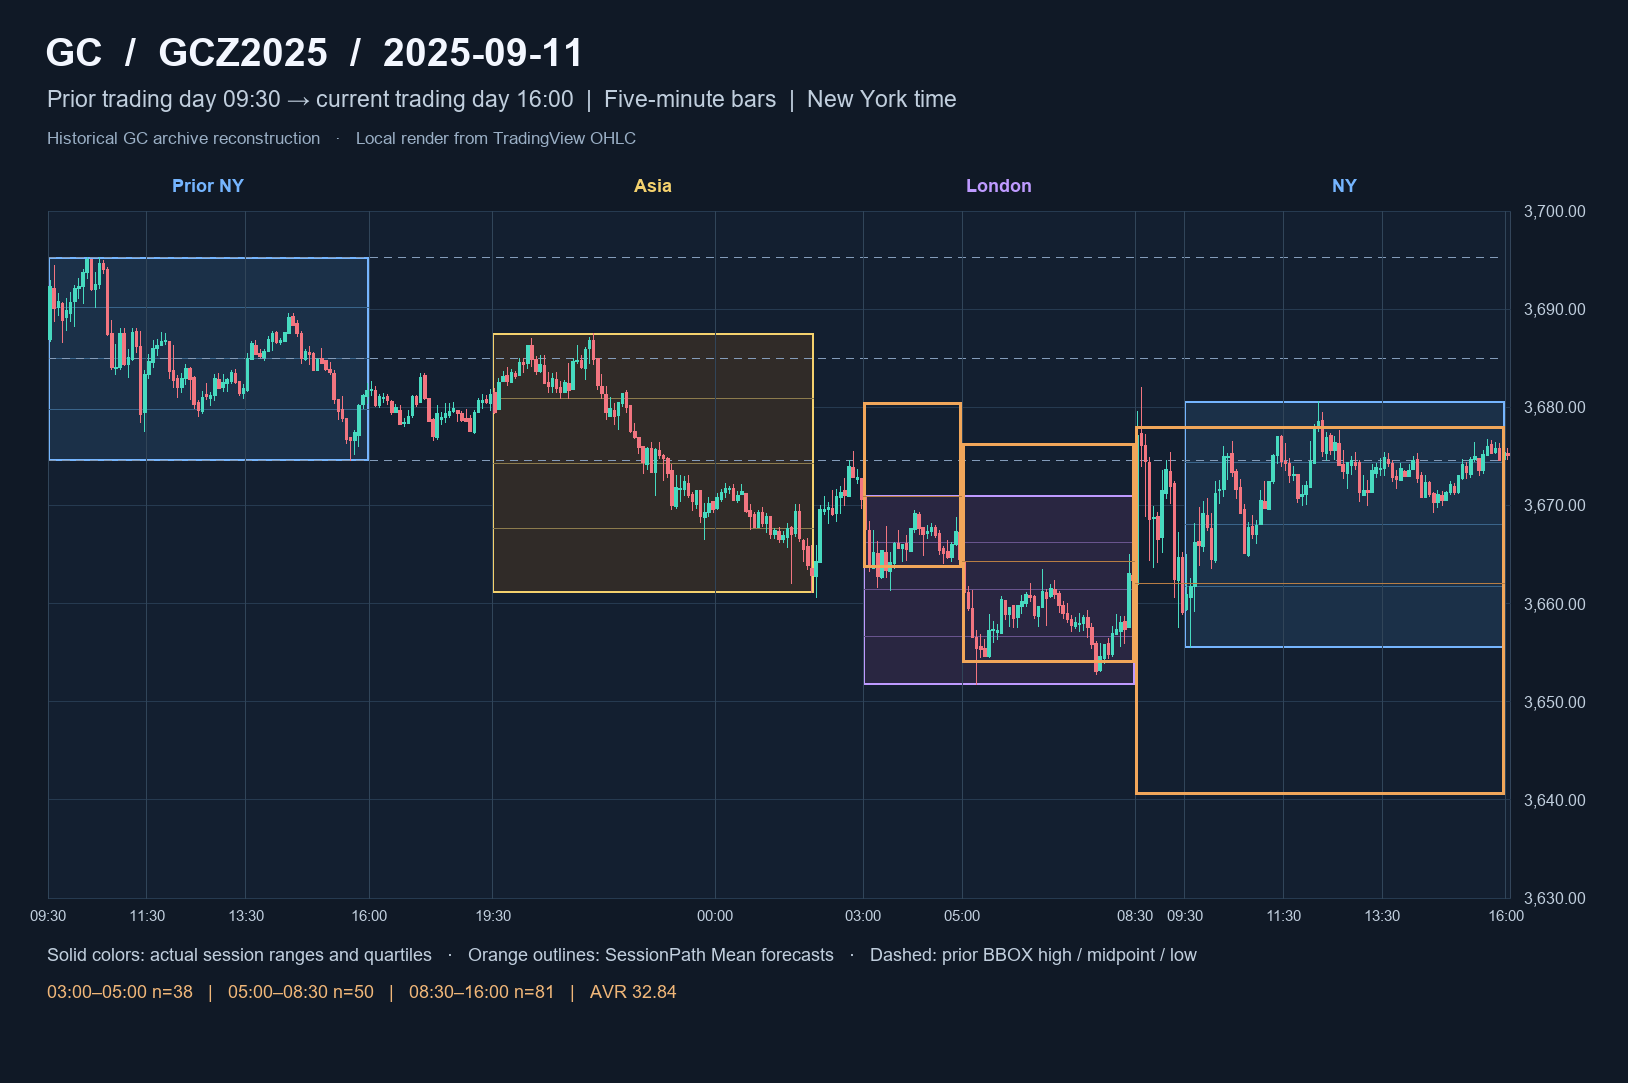 GC / GCZ2025 / 2025-09-11
Prior trading day 09:30 → current trading day 16:00 | Five-minute bars | New York time
Historical GC archive reconstruction · Local render from TradingView OHLC
Prior NY Asia London NY
3,700.00
3,690.00
3,680.00
3,670.00
3,660.00
3,650.00
3,640.00
3,630.00
09:30 11:30 13:30 16:00 19:30 00:00 03:00 05:00 08:30 09:30 11:30 13:30 16:00
Solid colors: actual session ranges and quartiles · Orange outlines: SessionPath Mean forecasts · Dashed: prior BBOX high / midpoint / low
03:00–05:00 n=38 | 05:00–08:30 n=50 | 08:30–16:00 n=81 | AVR 32.84